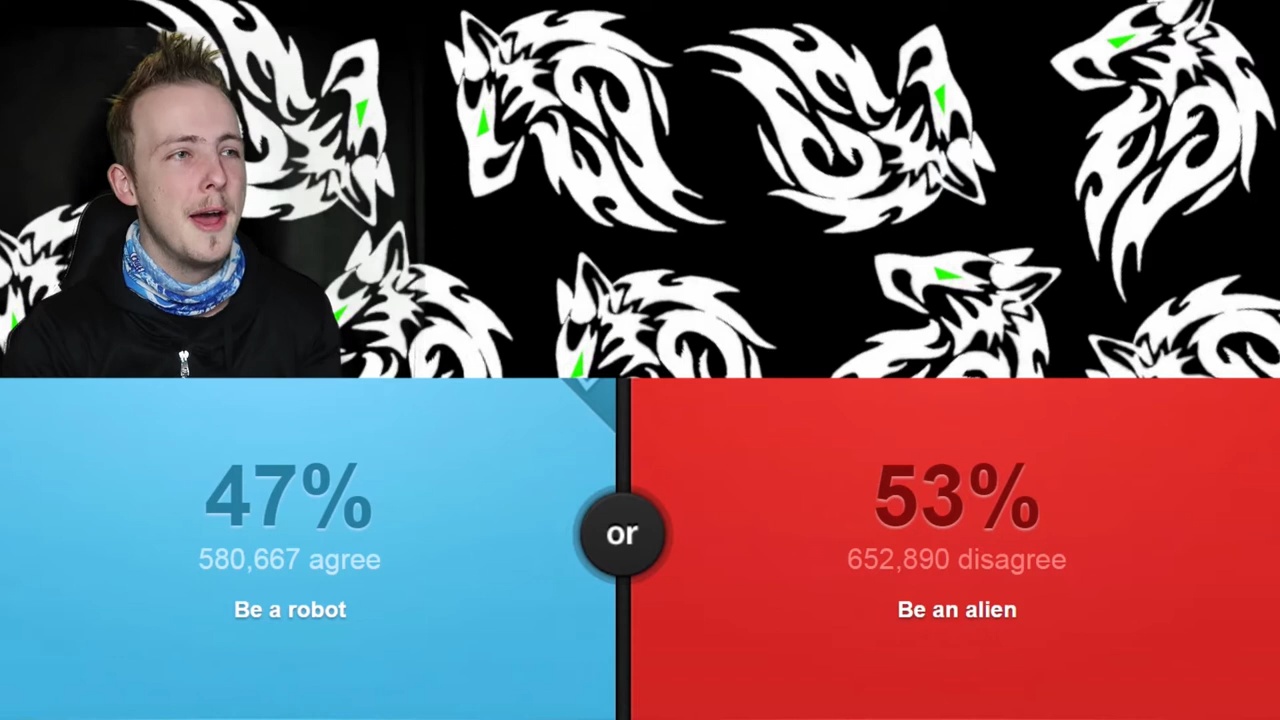 47%
580,667 agree
Be a robot
or
53%
652,890 disagree
Be an alien